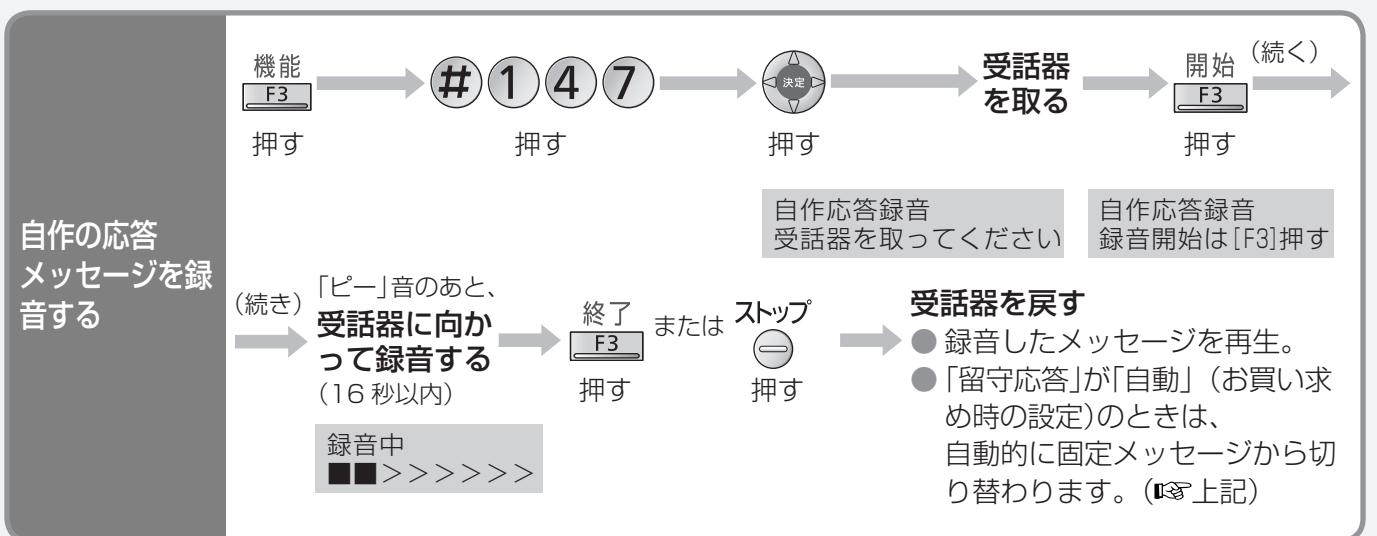 自作の応答
メッセージを録
音する
機能
F3
押す
#147
押す
決定
押す
受話器
を取る
開始
F3
押す
(続く)
自作応答録音
受話器を取ってください
自作応答録音
録音開始は[F3]押す
(続き)
「ピー」音のあと、
受話器に向か
って録音する
(16 秒以内)
録音中
■■>>>>>>
終了
F3
押す
または
ストップ
押す
受話器を戻す
● 録音したメッセージを再生。
● 「留守応答」が「自動」(お買い求
め時の設定)のときは、
自動的に固定メッセージから切
り替わります。(☞上記)